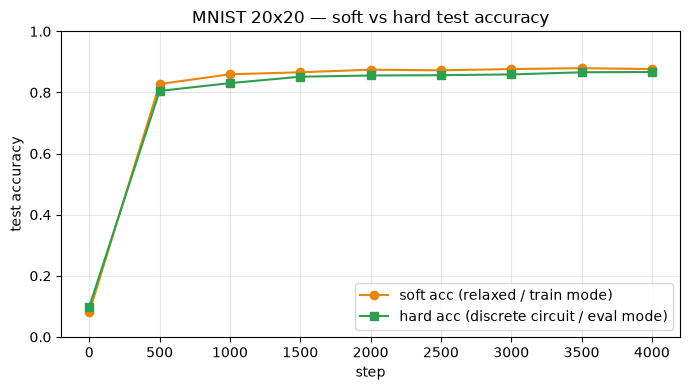 MNIST 20x20 — soft vs hard test accuracy
1.0
0.8
0.6
0.4
0.2
0.0
test accuracy
soft acc (relaxed / train mode)
hard acc (discrete circuit / eval mode)
0 500 1000 1500 2000 2500 3000 3500 4000
step